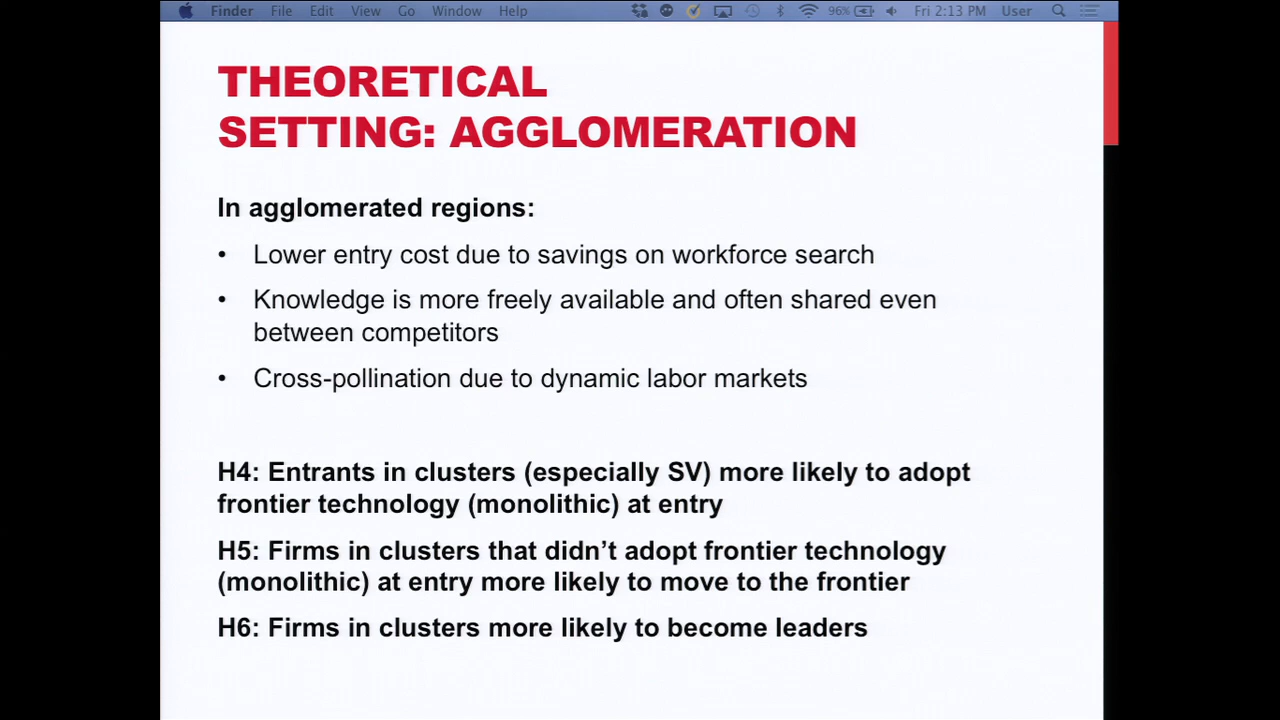 Finder File Edit View Go Window Help 96% Fri 2:13 PM User
THEORETICAL
SETTING: AGGLOMERATION
In agglomerated regions:
• Lower entry cost due to savings on workforce search
• Knowledge is more freely available and often shared even
between competitors
• Cross-pollination due to dynamic labor markets
H4: Entrants in clusters (especially SV) more likely to adopt
frontier technology (monolithic) at entry
H5: Firms in clusters that didn’t adopt frontier technology
(monolithic) at entry more likely to move to the frontier
H6: Firms in clusters more likely to become leaders